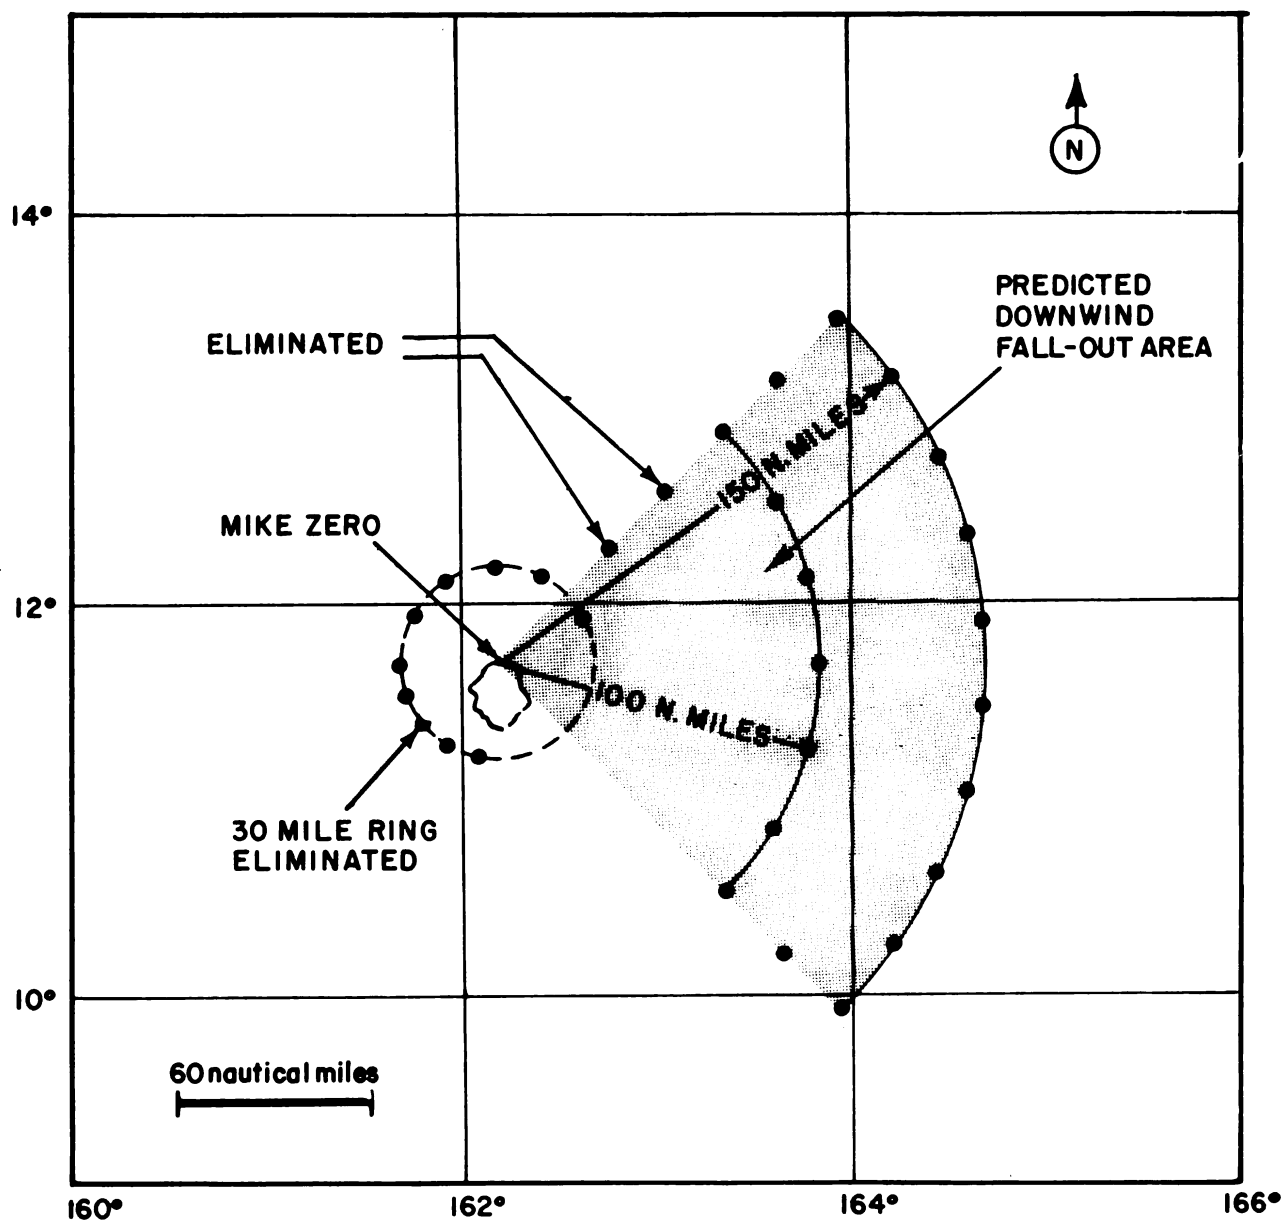 N
14°
PREDICTED
DOWNWIND
FALL-OUT AREA
ELIMINATED
150 N. MILES
MIKE ZERO
12°
100 N. MILES
30 MILE RING
ELIMINATED
10°
60 nautical miles
160°
162°
164°
166°